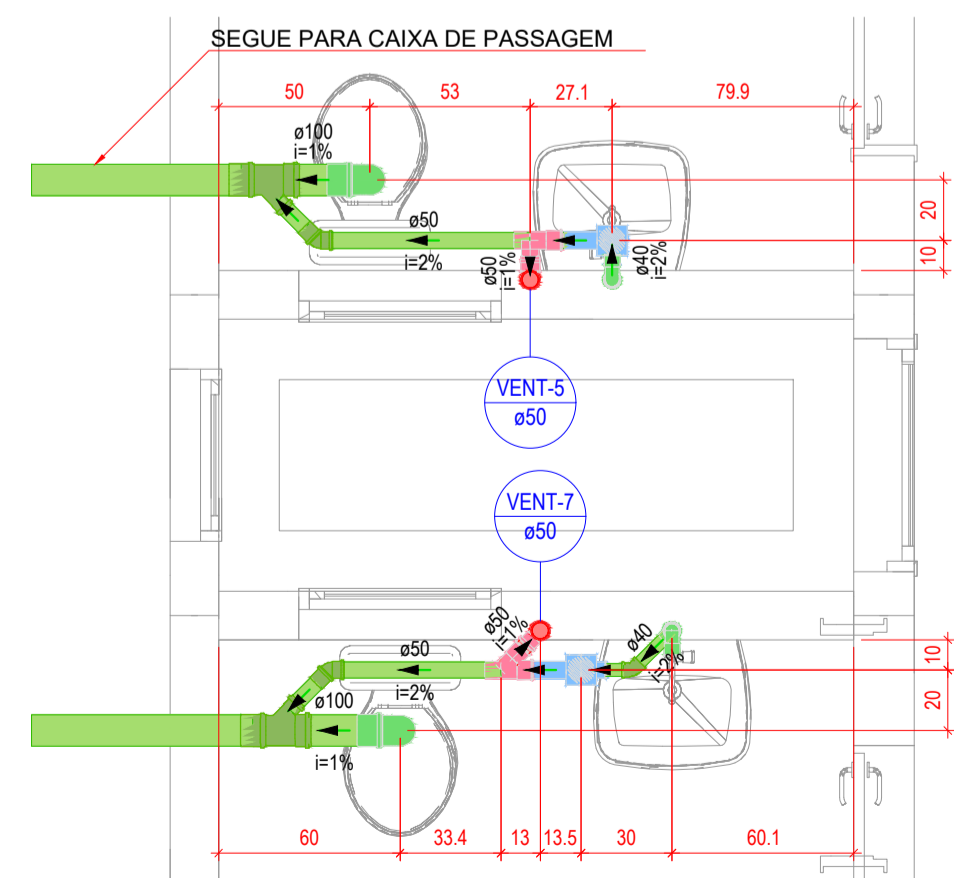 SEGUE PARA CAIXA DE PASSAGEM
50
53
27.1
79.9
ø100
i=1%
20
ø50
i=2%
ø50
i=1%
ø40
i=2%
10
VENT-5
ø50
VENT-7
ø50
ø50
i=1%
ø40
i=2%
10
ø50
i=2%
ø100
i=1%
20
60
33.4
13
13.5
30
60.1